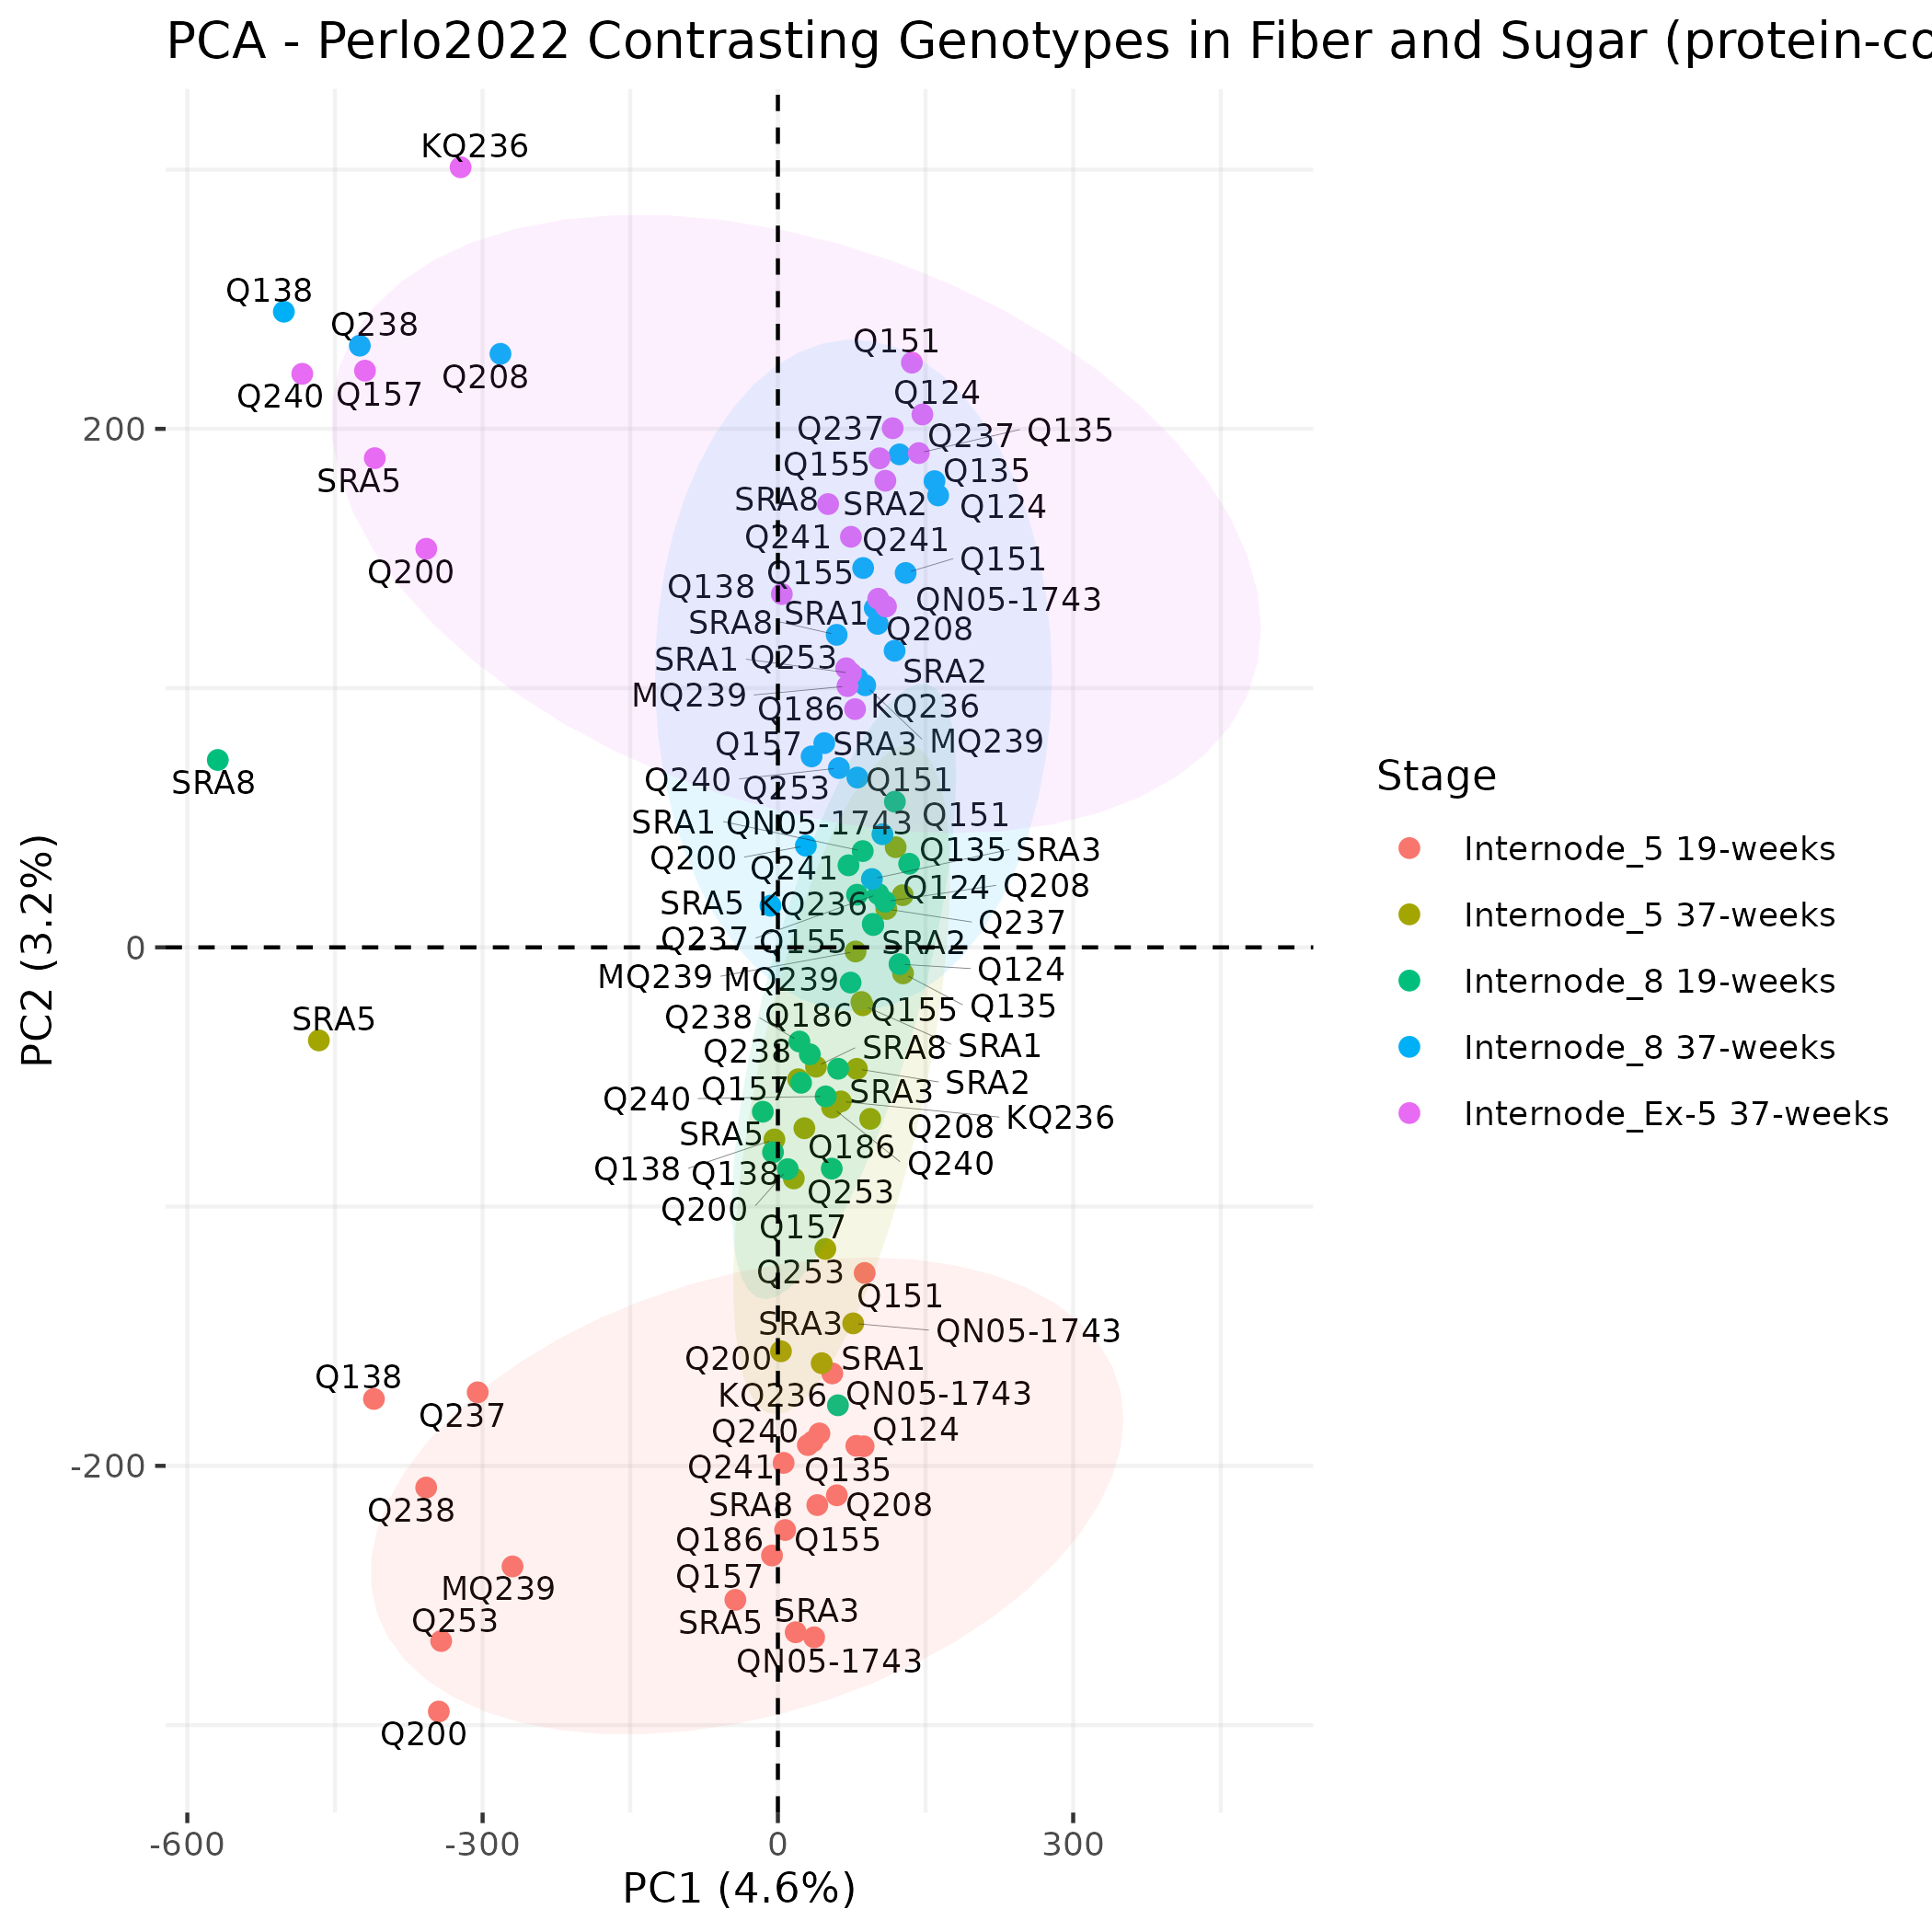 PCA - Perlo2022 Contrasting Genotypes in Fiber and Sugar (protein-co
KQ236
Q138
Q238
Q208
Q240
Q157
Q151
Q124
Q237
Q237
Q135
200
Q155
Q135
SRA5
SRA8
SRA2
Q124
Q241
Q241
Q200
Q155
Q151
Q138
SRA1
QN05-1743
SRA8
Q208
SRA1
Q253
SRA2
MQ239
Q186
KQ236
Q157
SRA3
MQ239
SRA8
Q240
Q253
Q151
Stage
SRA1
QN05-1743
Q151
Internode_5 19-weeks
Q200
Q241
Q135
SRA3
SRA5
KQ236
Q124
Q208
Internode_5 37-weeks
Q237
0
Q237
Q155
SRA2
MQ239
MQ239
Q124
Internode_8 19-weeks
SRA5
Q238
Q186
Q155
Q135
Q238
SRA8
SRA1
Internode_8 37-weeks
Q240
Q157
SRA3
SRA2
SRA5
Q208
KQ236
Internode_Ex-5 37-weeks
Q138
Q138
Q186
Q240
Q200
Q253
Q157
Q253
Q151
SRA3
QN05-1743
Q200
SRA1
Q138
Q237
KQ236
QN05-1743
Q240
Q124
-200
Q241
Q135
Q238
SRA8
Q208
Q186
Q155
MQ239
Q157
Q253
SRA5
SRA3
QN05-1743
Q200
-600
-300
0
300
PC1 (4.6%)
PC2 (3.2%)